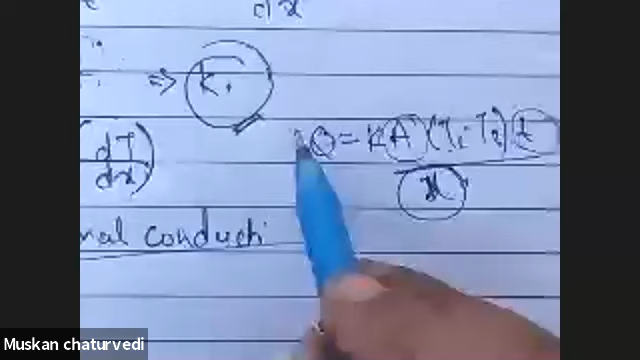 dx
⇒ K.
Q = KA (T₁ - T₂) t
x
(dT
dx)
nal conducti
Muskan chaturvedi